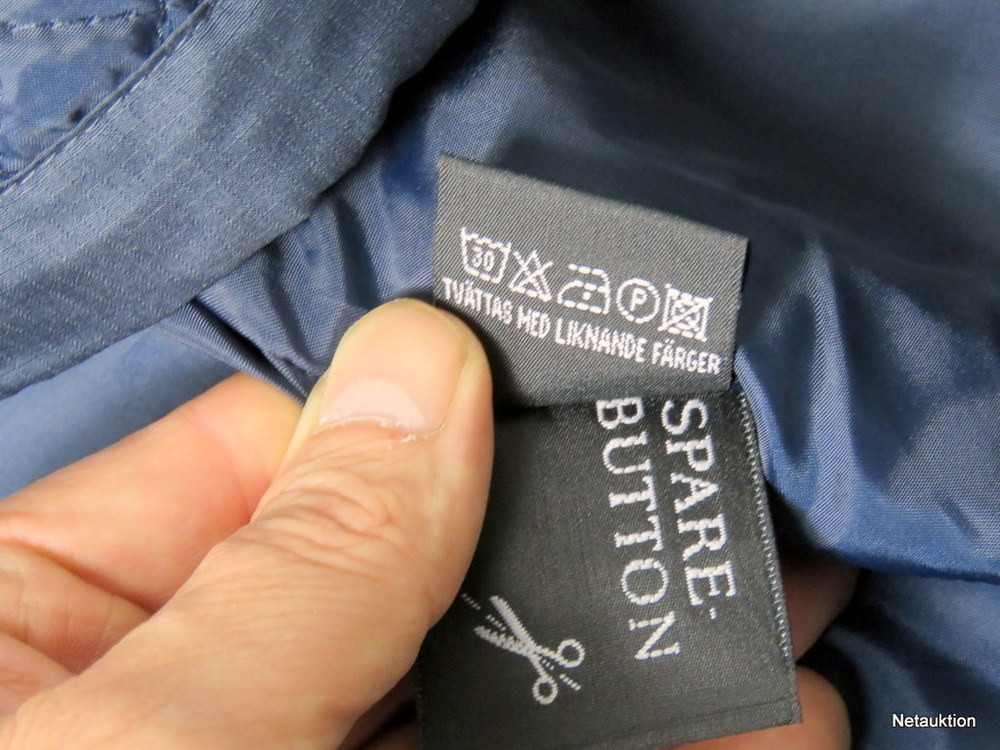 30
P
TVÄTTAS MED LIKNANDE FÄRGER
SPARE-
BUTTON
Netauktion